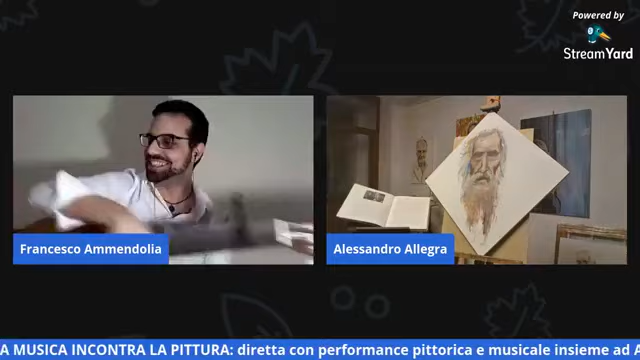 Powered by
StreamYard
Francesco Ammendolia
Alessandro Allegra
A MUSICA INCONTRA LA PITTURA: diretta con performance pittorica e musicale insieme ad A